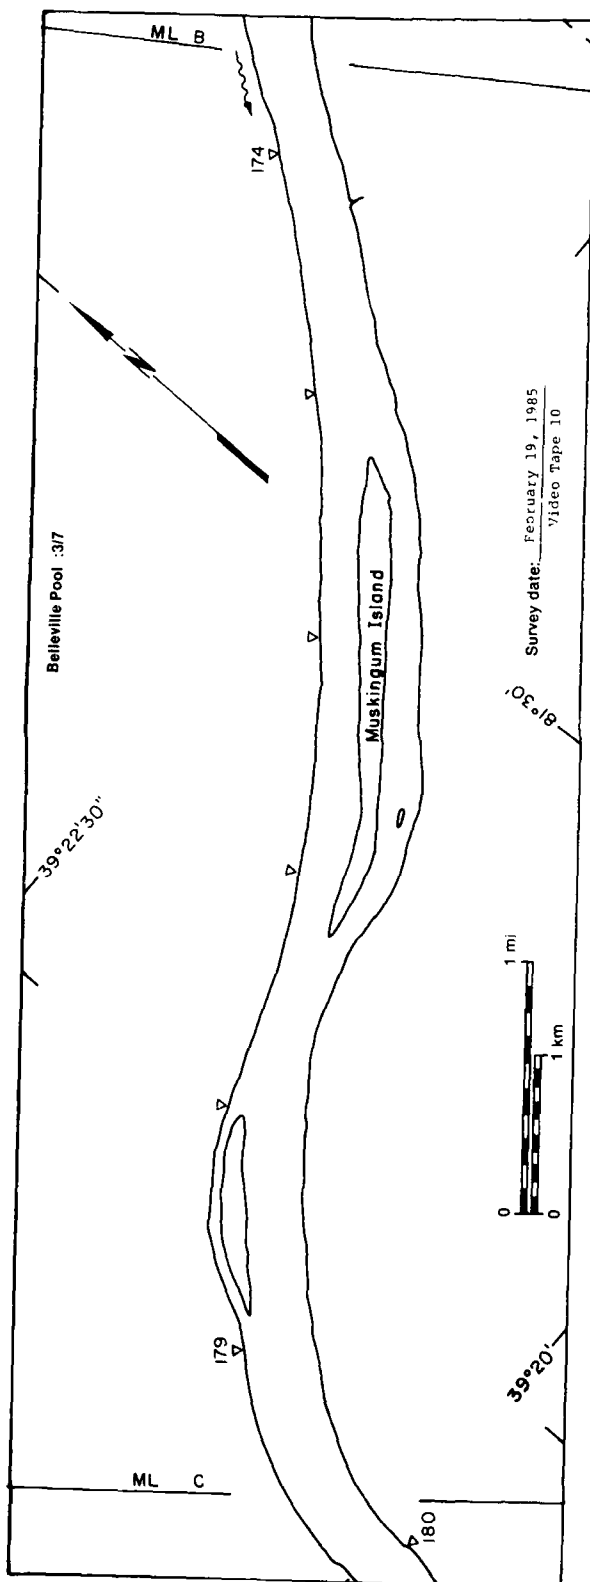 ML B
174
N
Belleville Pool :3/7
Muskingum Island
Survey date: February 19, 1985
Video Tape 10
81°30'
39°22'30"
1 mi
1 km
0
0
179
39°20'
ML C
180